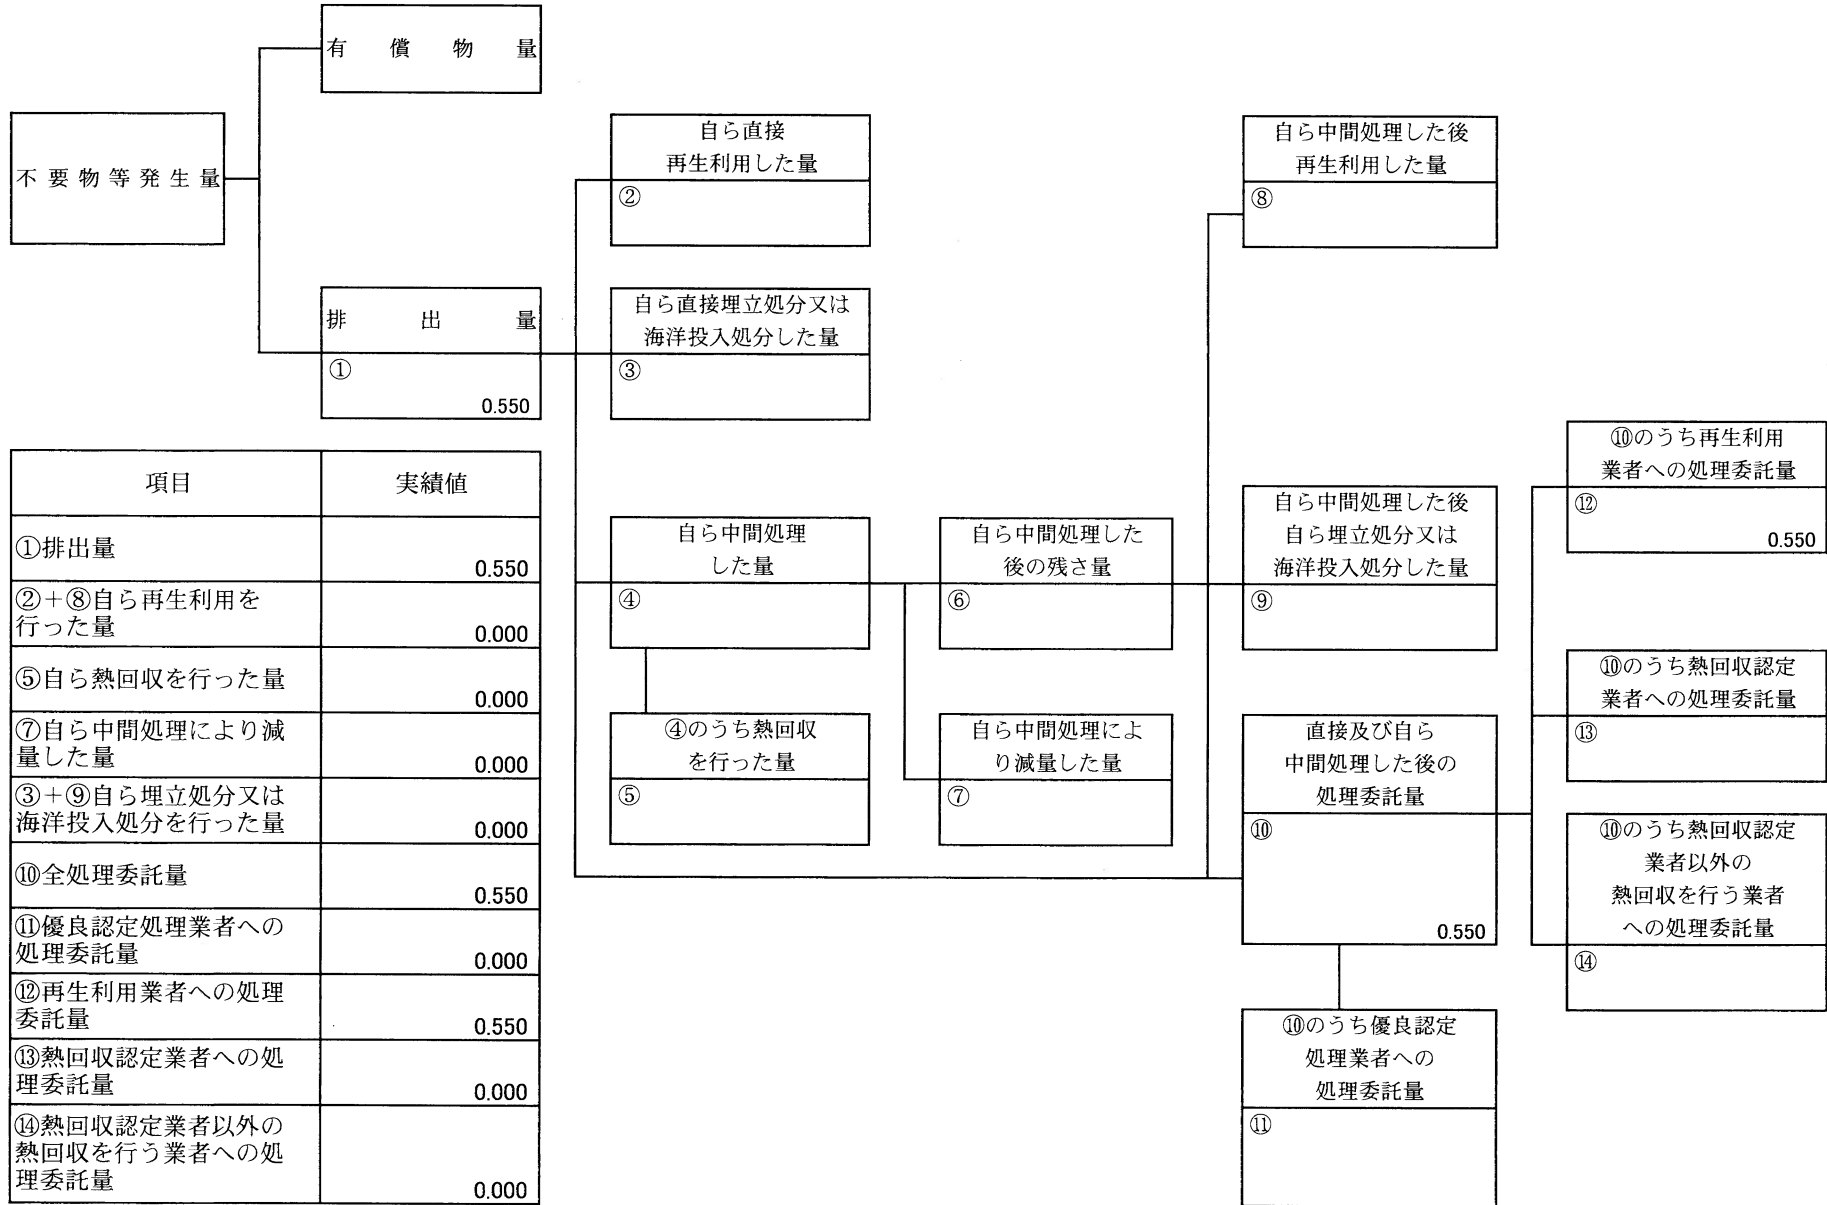 有償物量
不要物等発生量
排出量
①
0.550
自ら直接
再生利用した量
②
自ら直接埋立処分又は
海洋投入処分した量
③
自ら中間処理
した量
④
④のうち熱回収
を行った量
⑤
自ら中間処理した
後の残さ量
⑥
自ら中間処理によ
り減量した量
⑦
自ら中間処理した後
再生利用した量
⑧
自ら中間処理した後
自ら埋立処分又は
海洋投入処分した量
⑨
直接及び自ら
中間処理した後の
処理委託量
⑩
0.550
⑩のうち優良認定
処理業者への
処理委託量
⑪
⑩のうち再生利用
業者への処理委託量
⑫
0.550
⑩のうち熱回収認定
業者への処理委託量
⑬
⑩のうち熱回収認定
業者以外の
熱回収を行う業者
への処理委託量
⑭
項目 実績値
①排出量
0.550
②+⑧自ら再生利用を
行った量
0.000
⑤自ら熱回収を行った量
0.000
⑦自ら中間処理により減
量した量
0.000
③+⑨自ら埋立処分又は
海洋投入処分を行った量
0.000
⑩全処理委託量
0.550
⑪優良認定処理業者への
処理委託量
0.000
⑫再生利用業者への処理
委託量
0.550
⑬熱回収認定業者への処
理委託量
0.000
⑭熱回収認定業者以外の
熱回収を行う業者への処
理委託量
0.000